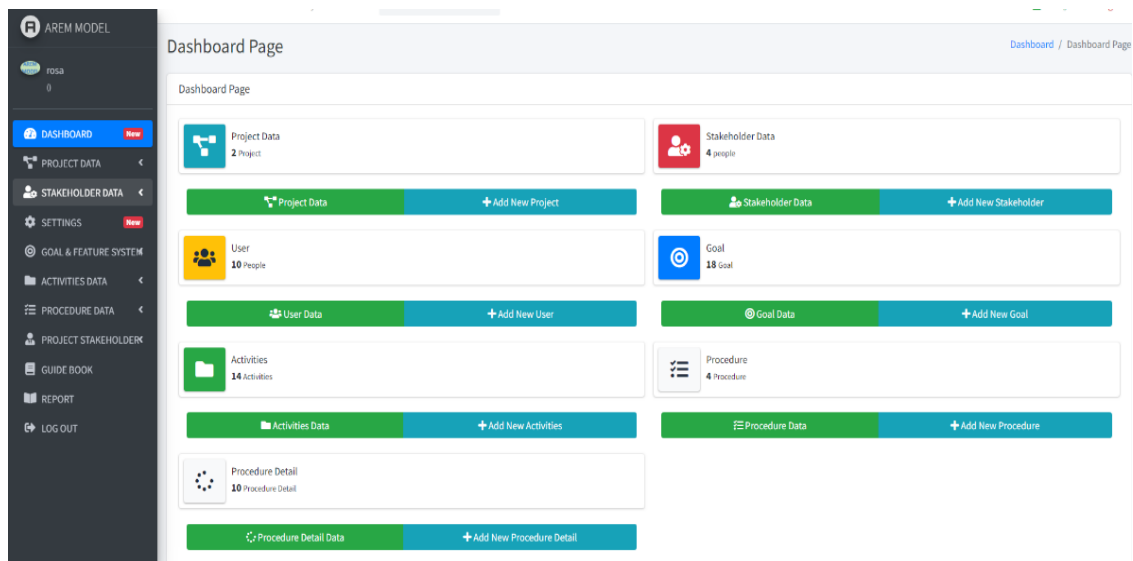 AREM MODEL
rosa
0
DASHBOARD New
PROJECT DATA
STAKEHOLDER DATA
SETTINGS New
GOAL & FEATURE SYSTEM
ACTIVITIES DATA
PROCEDURE DATA
PROJECT STAKEHOLDER
GUIDE BOOK
REPORT
LOG OUT
Dashboard Page
Dashboard / Dashboard Page
Dashboard Page
Project Data
2 Project
Project Data
Add New Project
Stakeholder Data
4 people
Stakeholder Data
Add New Stakeholder
User
10 People
User Data
Add New User
Goal
18 Goal
Goal Data
Add New Goal
Activities
14 Activities
Activities Data
Add New Activities
Procedure
4 Procedure
Procedure Data
Add New Procedure
Procedure Detail
10 Procedure Detail
Procedure Detail Data
Add New Procedure Detail